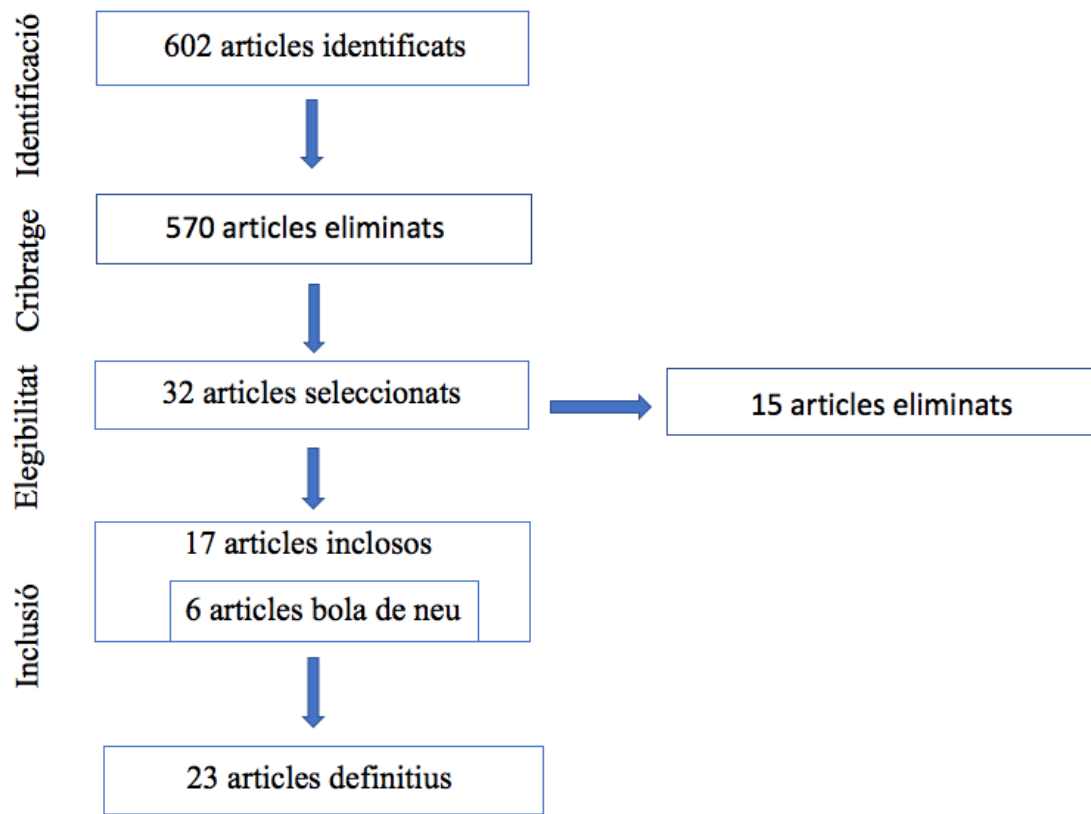 Identificació
602 articles identificats
Cribratge
570 articles eliminats
Elegibilitat
32 articles seleccionats
15 articles eliminats
Inclusió
17 articles inclosos
6 articles bola de neu
23 articles definitius